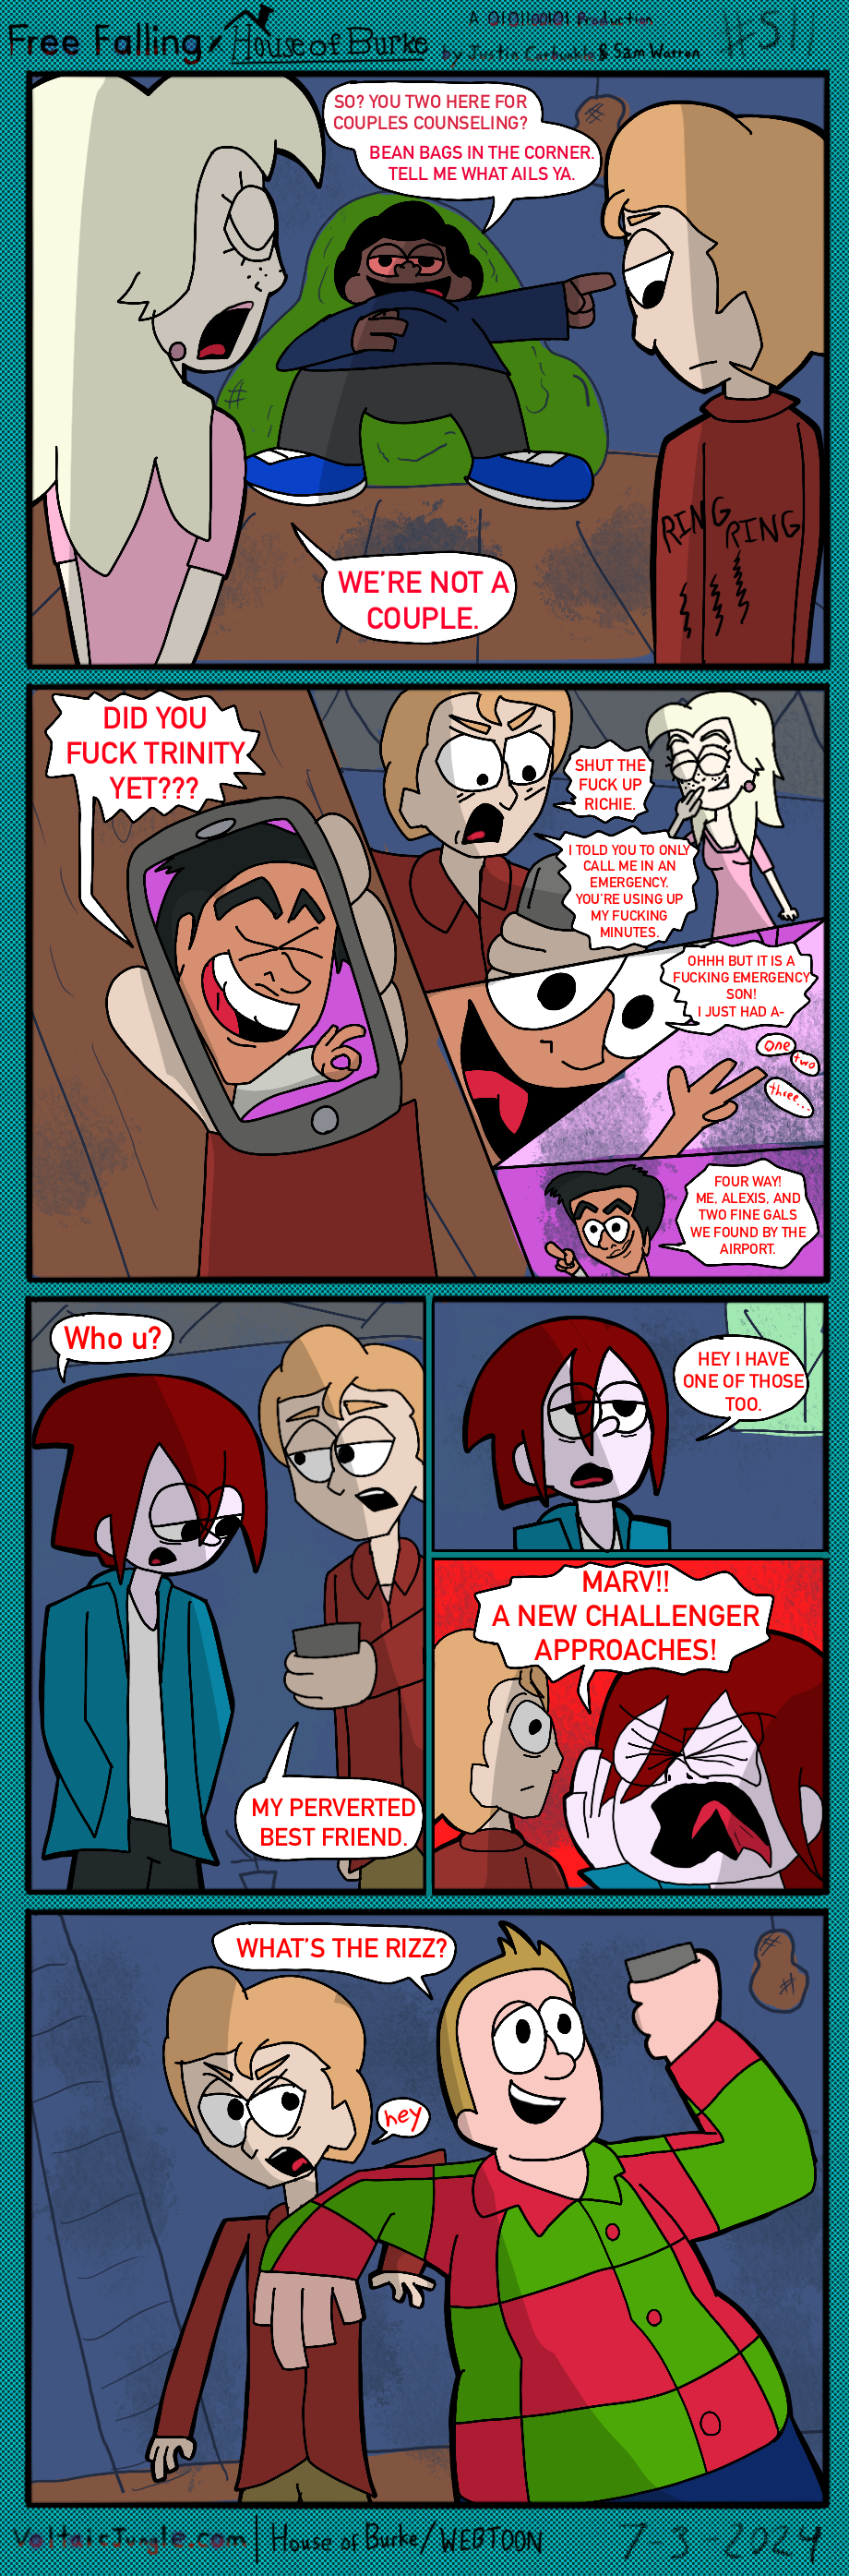 Free Falling x House of Burke
A 0101100101 Production
by Justin Carbunkle & Sam Warren
#511
SO? YOU TWO HERE FOR
COUPLES COUNSELING?
BEAN BAGS IN THE CORNER.
TELL ME WHAT AILS YA.
WE'RE NOT A
COUPLE.
RING
RING
DID YOU
FUCK TRINITY
YET???
SHUT THE
FUCK UP
RICHIE.
I TOLD YOU TO ONLY
CALL ME IN AN
EMERGENCY.
YOU'RE USING UP
MY FUCKING
MINUTES.
OHHH BUT IT IS A
FUCKING EMERGENCY
SON!
I JUST HAD A-
One
two
three...
FOUR WAY!
ME, ALEXIS, AND
TWO FINE GALS
WE FOUND BY THE
AIRPORT.
Who u?
MY PERVERTED
BEST FRIEND.
HEY I HAVE
ONE OF THOSE
TOO.
MARV!!
A NEW CHALLENGER
APPROACHES!
WHAT'S THE RIZZ?
hey
VoltaicJungle.com | House of Burke/WEBTOON
7-3-2024